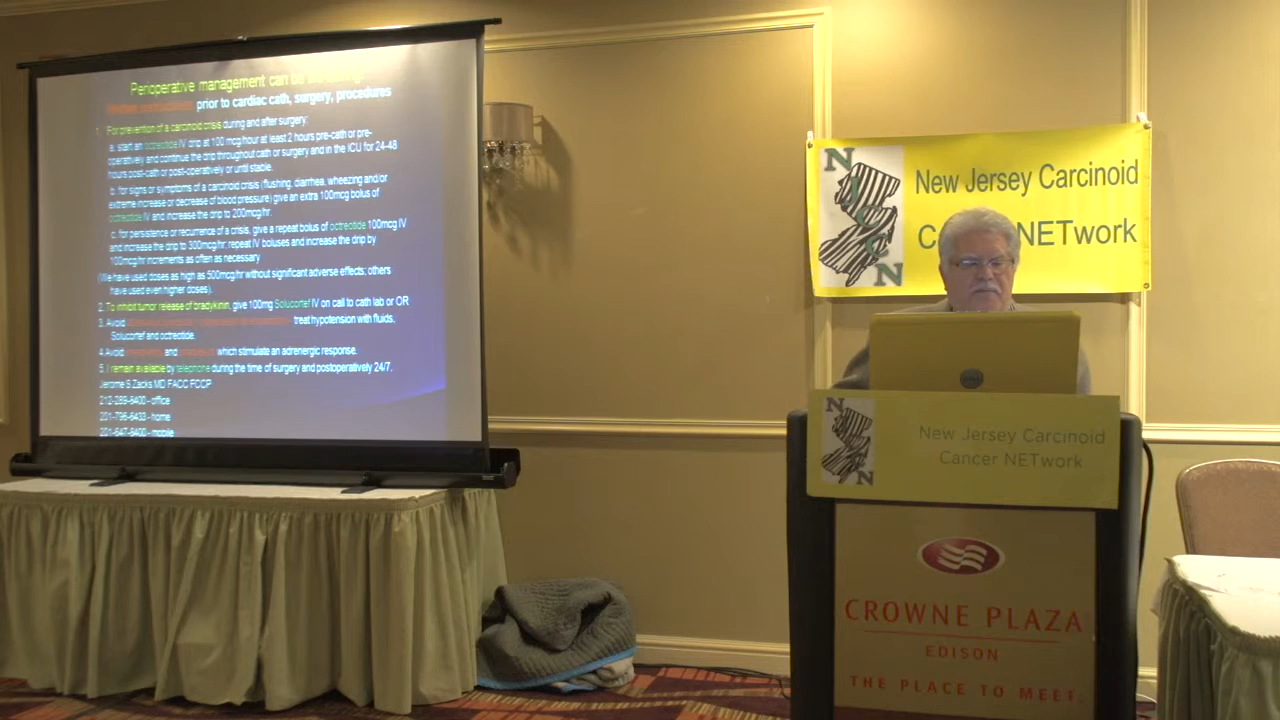 Perioperative management can be
prior to cardiac cath, surgery, procedures
1. For prevention of a carcinoid crisis during and after surgery:
a. start an octreotide IV drip at 100 mcg/hour at least 2 hours pre-cath or pre-
operatively and continue the drip throughout cath or surgery and in the ICU for 24-48
hours post-cath or post-operatively or until stable.
b. for signs or symptoms of a carcinoid crisis (flushing, diarrhea, wheezing and/or
extreme increase or decrease of blood pressure) give an extra 100mcg bolus of
octreotide IV and increase the drip to 200mcg/hr.
c. for persistence or recurrence of a crisis, give a repeat bolus of octreotide 100mcg IV
and increase the drip to 300mcg/hr; repeat IV boluses and increase the drip by
100mcg/hr increments as often as necessary
(We have used doses as high as 500mcg/hr without significant adverse effects; others
have used even higher doses).
2. To inhibit tumor release of bradykinin, give 100mg Solucortef IV on call to cath lab or OR
3. Avoid treat hypotension with fluids,
Solucortef and octreotide.
4. Avoid and which stimulate an adrenergic response.
5. I remain available by telephone during the time of surgery and postoperatively 24/7.
Jerome S Zacks MD FACC FCCP
212-289-8400 - office
201-796-6433 - home
201-647-8400 - mobile
NJCCN
New Jersey Carcinoid
C NETwork
DELL
NJCCN
New Jersey Carcinoid
Cancer NETwork
CROWNE PLAZA
EDISON
THE PLACE TO MEET.